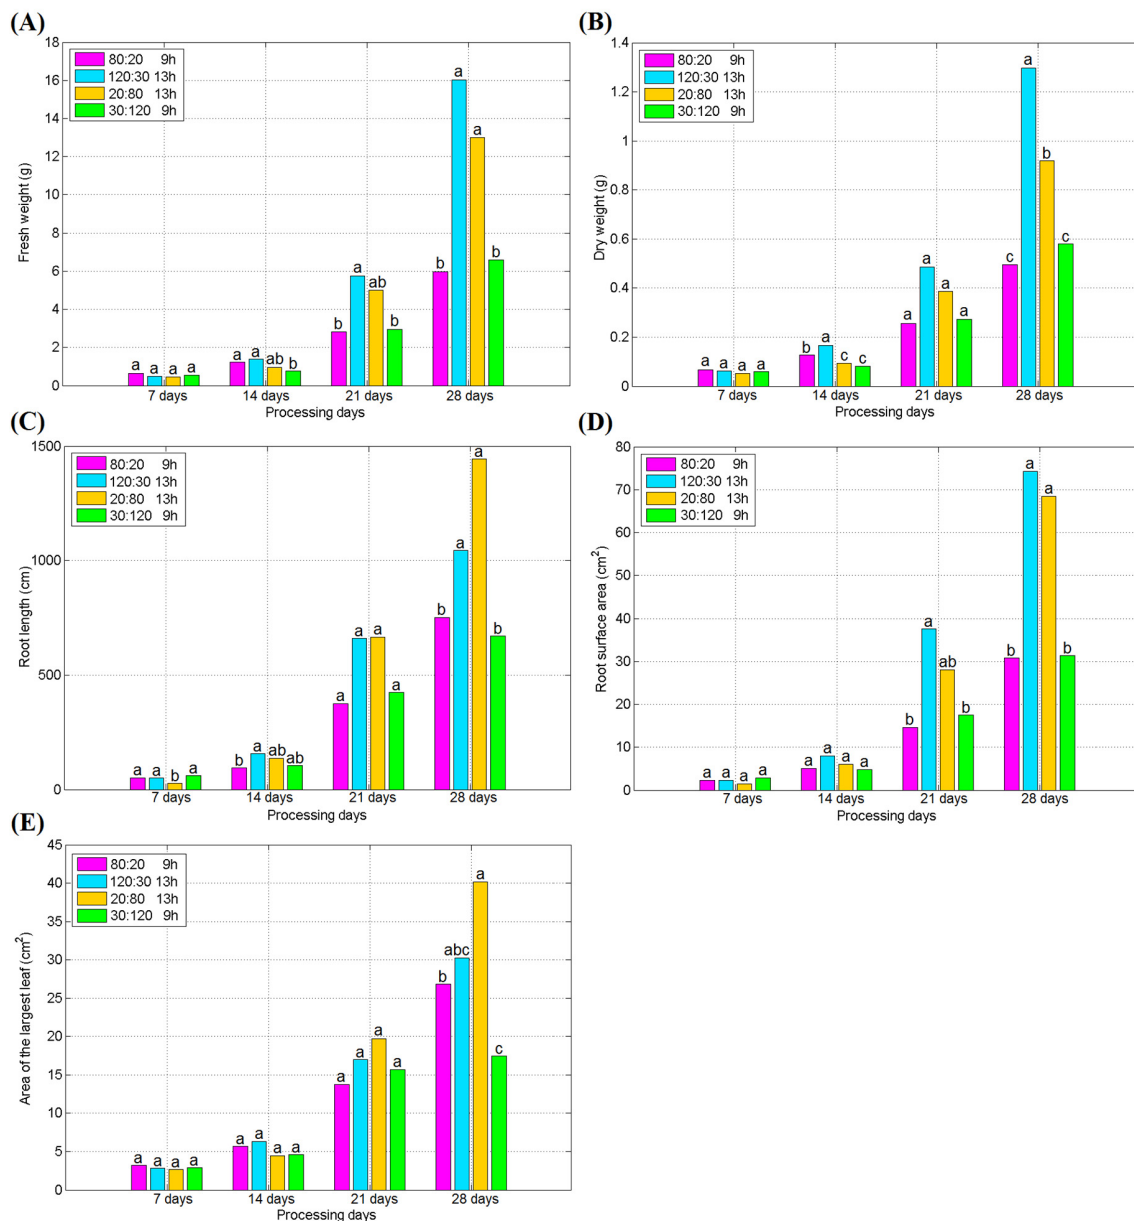 (A)
18
16
14
12
10
8
6
4
2
0
Fresh weight (g)
80:20 9h
120:30 13h
20:80 13h
30:120 9h
a a a a
a a ab b
b a ab b
b a a b
7 days 14 days 21 days 28 days
Processing days
(B)
1.4
1.2
1
0.8
0.6
0.4
0.2
0
Dry weight (g)
80:20 9h
120:30 13h
20:80 13h
30:120 9h
a a a a
b a c c
a a a a
c a b c
7 days 14 days 21 days 28 days
Processing days
(C)
1500
1000
500
0
Root length (cm)
80:20 9h
120:30 13h
20:80 13h
30:120 9h
a a b a
b a ab ab
a a a a
b a a b
7 days 14 days 21 days 28 days
Processing days
(D)
80
70
60
50
40
30
20
10
0
Root surface area (cm²)
80:20 9h
120:30 13h
20:80 13h
30:120 9h
a a a a
a a a a
b a ab b
b a a b
7 days 14 days 21 days 28 days
Processing days
(E)
45
40
35
30
25
20
15
10
5
0
Area of the largest leaf (cm²)
80:20 9h
120:30 13h
20:80 13h
30:120 9h
a a a a
a a a a
a a a a
b abc a c
7 days 14 days 21 days 28 days
Processing days